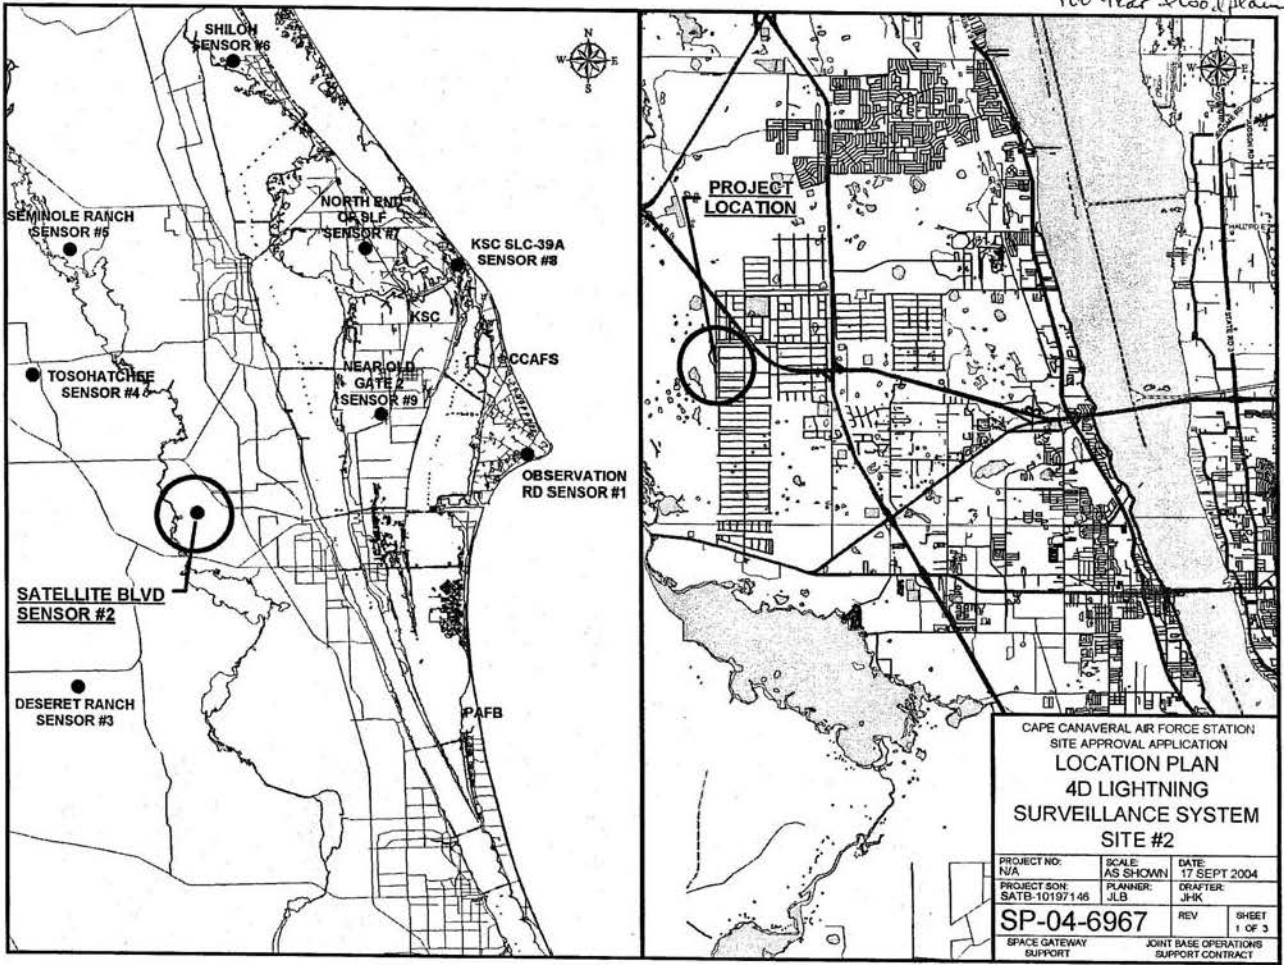 100 Year Floodplain
SHILOH
SENSOR #6
N
W E
S
SEMINOLE RANCH
SENSOR #5
NORTH END
OF SLF
SENSOR #7
KSC SLC-39A
SENSOR #8
KSC
CCAFS
TOSOHATCHEE
SENSOR #4
NEAR OLD
GATE 2
SENSOR #9
OBSERVATION
RD SENSOR #1
SATELLITE BLVD
SENSOR #2
DESERET RANCH
SENSOR #3
PAFB
N
W E
S
PROJECT
LOCATION
CAPE CANAVERAL AIR FORCE STATION
SITE APPROVAL APPLICATION
LOCATION PLAN
4D LIGHTNING
SURVEILLANCE SYSTEM
SITE #2
PROJECT NO: SCALE: DATE:
N/A AS SHOWN 17 SEPT 2004
PROJECT SON: PLANNER: DRAFTER:
SATB-10197146 JLB JHK
SP-04-6967 REV SHEET
1 OF 3
SPACE GATEWAY JOINT BASE OPERATIONS
SUPPORT SUPPORT CONTRACT